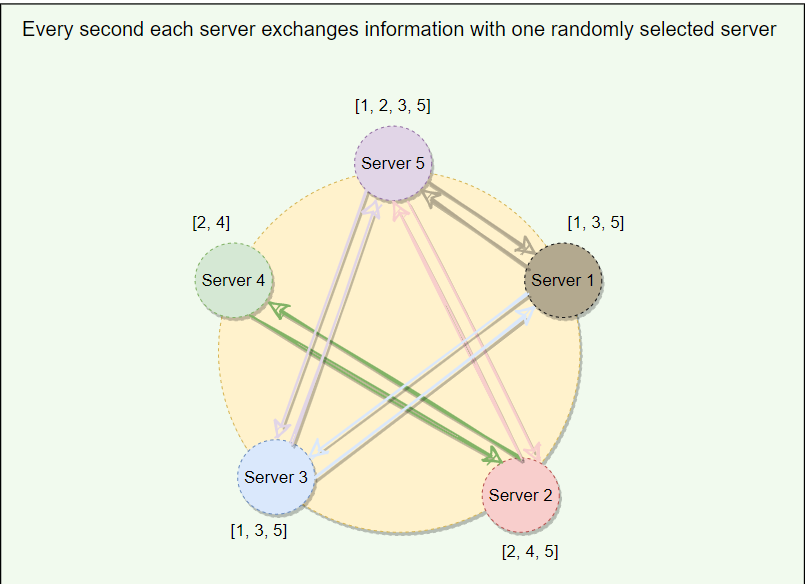 Every second each server exchanges information with one randomly selected server
[1, 2, 3, 5]
Server 5
[2, 4]
[1, 3, 5]
Server 4
Server 1
Server 3
Server 2
[1, 3, 5]
[2, 4, 5]